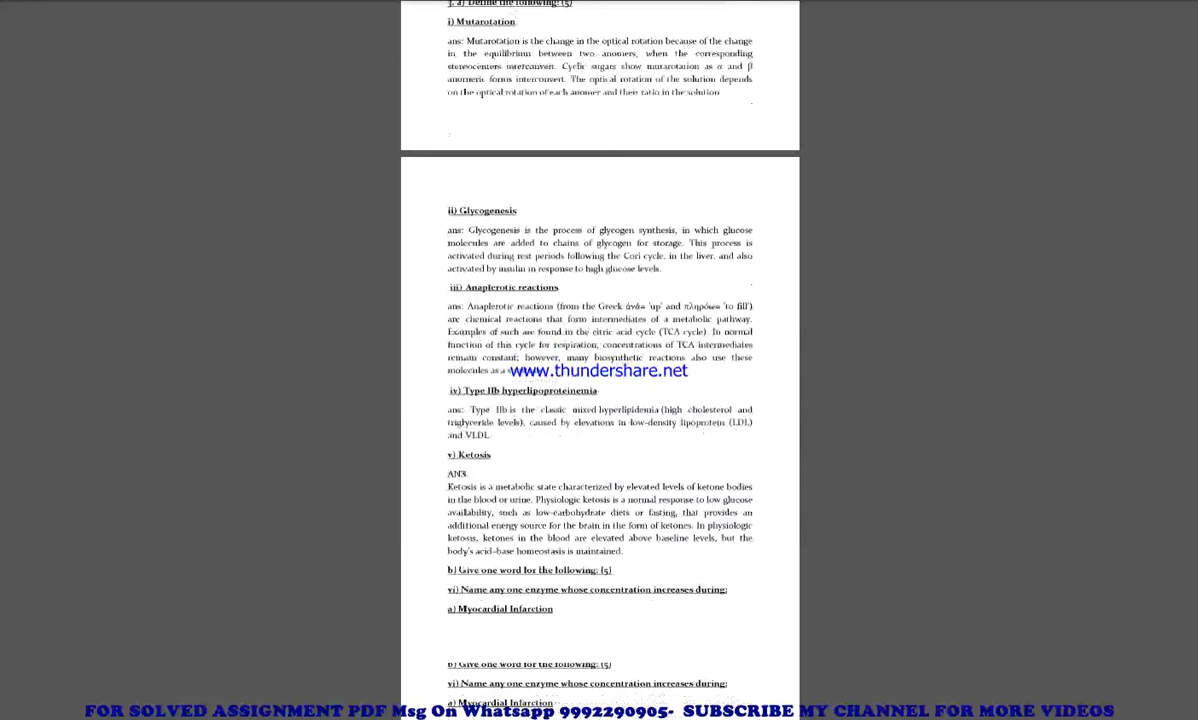 3. a) Define the following: (5)
i) Mutarotation
ans: Mutarotation is the change in the optical rotation because of the change
in the equilibrium between two anomers, when the corresponding
stereocenters interconvert. Cyclic sugars show mutarotation as α and β
anomeric forms interconvert. The optical rotation of the solution depends
on the optical rotation of each anomer and their ratio in the solution
ii) Glycogenesis
ans: Glycogenesis is the process of glycogen synthesis, in which glucose
molecules are added to chains of glycogen for storage. This process is
activated during rest periods following the Cori cycle, in the liver, and also
activated by insulin in response to high glucose levels.
iii) Anaplerotic reactions
ans: Anaplerotic reactions (from the Greek ἀνά= 'up' and πληρόω= 'to fill')
are chemical reactions that form intermediates of a metabolic pathway.
Examples of such are found in the citric acid cycle (TCA cycle). In normal
function of this cycle for respiration, concentrations of TCA intermediates
remain constant; however, many biosynthetic reactions also use these
molecules as a
www.thundershare.net
iv) Type IIb hyperlipoproteinemia
ans: Type IIb is the classic mixed hyperlipidemia (high cholesterol and
triglyceride levels), caused by elevations in low-density lipoprotein (LDL)
and VLDL
v) Ketosis
ANS.
Ketosis is a metabolic state characterized by elevated levels of ketone bodies
in the blood or urine. Physiologic ketosis is a normal response to low glucose
availability, such as low-carbohydrate diets or fasting, that provides an
additional energy source for the brain in the form of ketones. In physiologic
ketosis, ketones in the blood are elevated above baseline levels, but the
body's acid-base homeostasis is maintained.
b) Give one word for the following: (5)
vi) Name any one enzyme whose concentration increases during:
a) Myocardial Infarction
b) Give one word for the following: (5)
vi) Name any one enzyme whose concentration increases during:
a) Myocardial Infarction
FOR SOLVED ASSIGNMENT PDF Msg On Whatsapp 9992290905- SUBSCRIBE MY CHANNEL FOR MORE VIDEOS